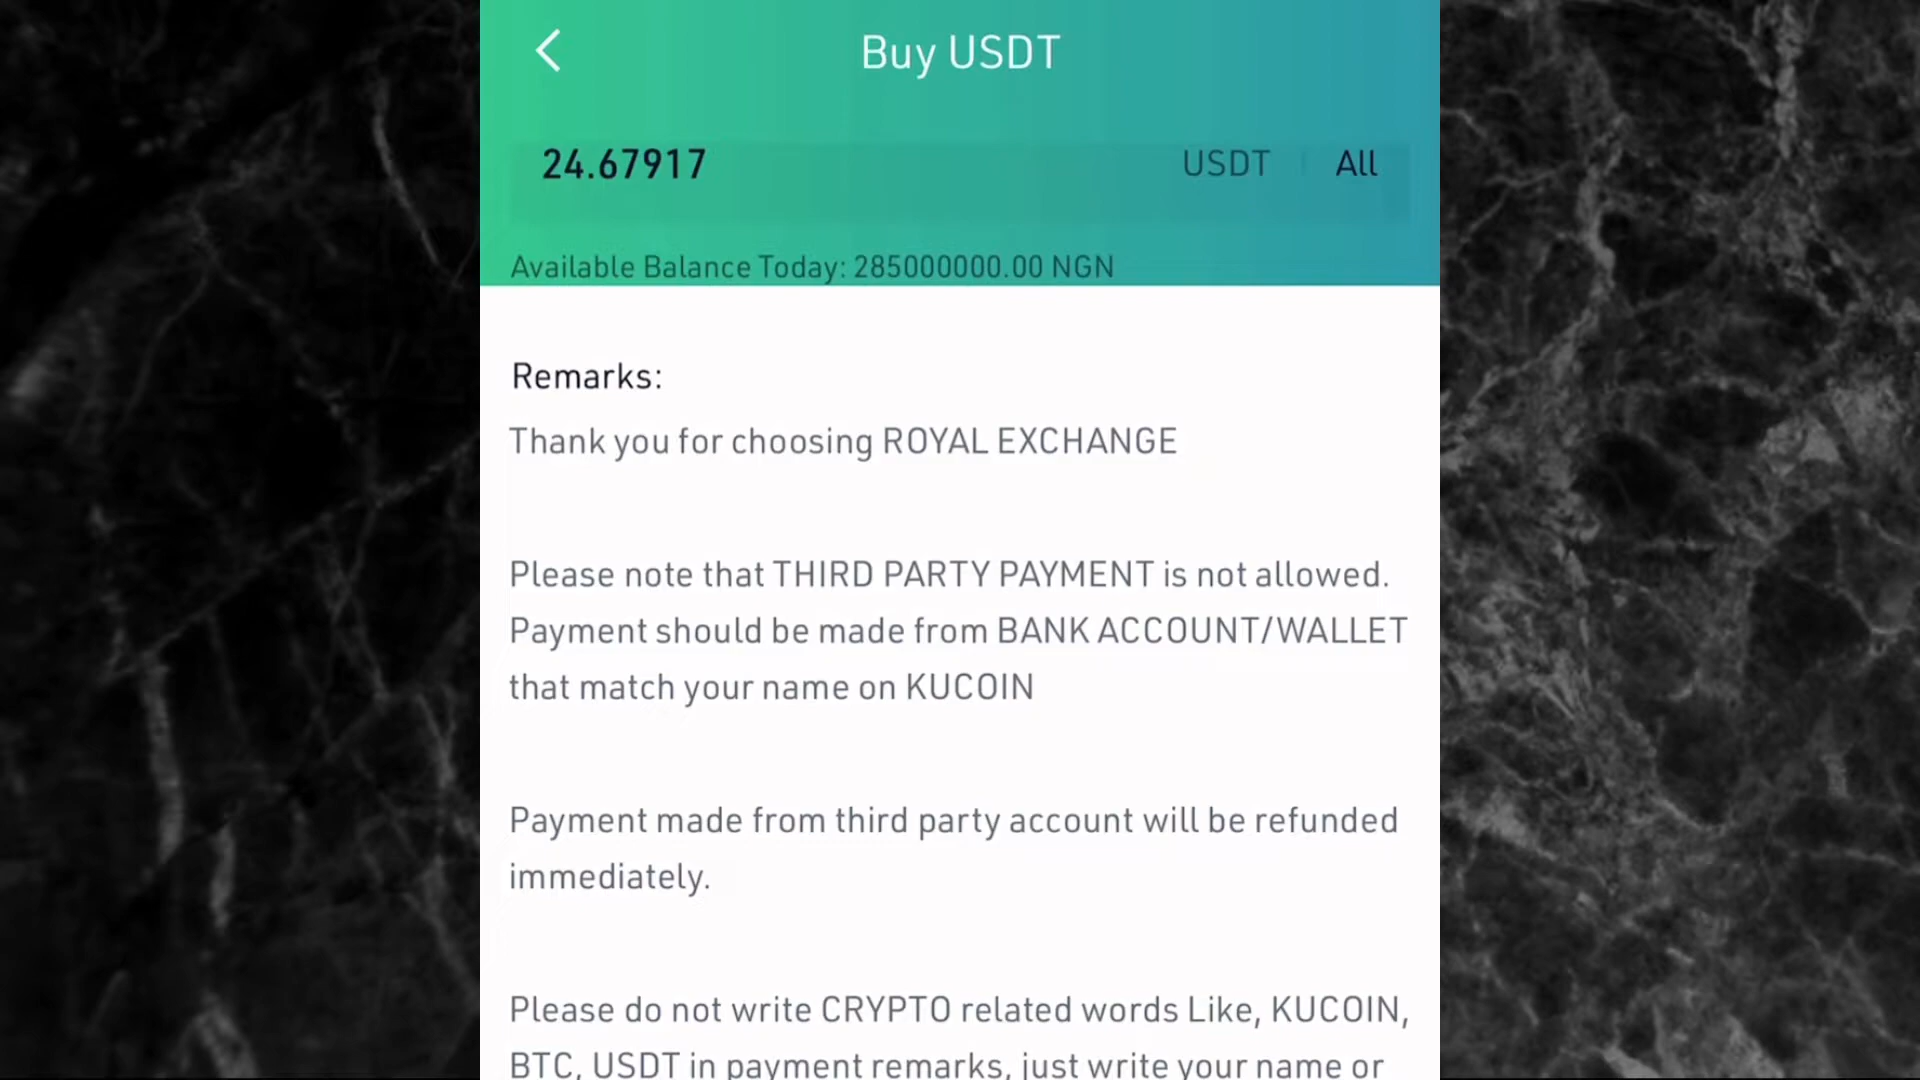 Buy USDT
24.67917 USDT All
Available Balance Today: 285000000.00 NGN
Remarks:
Thank you for choosing ROYAL EXCHANGE
Please note that THIRD PARTY PAYMENT is not allowed.
Payment should be made from BANK ACCOUNT/WALLET
that match your name on KUCOIN
Payment made from third party account will be refunded
immediately.
Please do not write CRYPTO related words Like, KUCOIN,
BTC, USDT in payment remarks, just write your name or